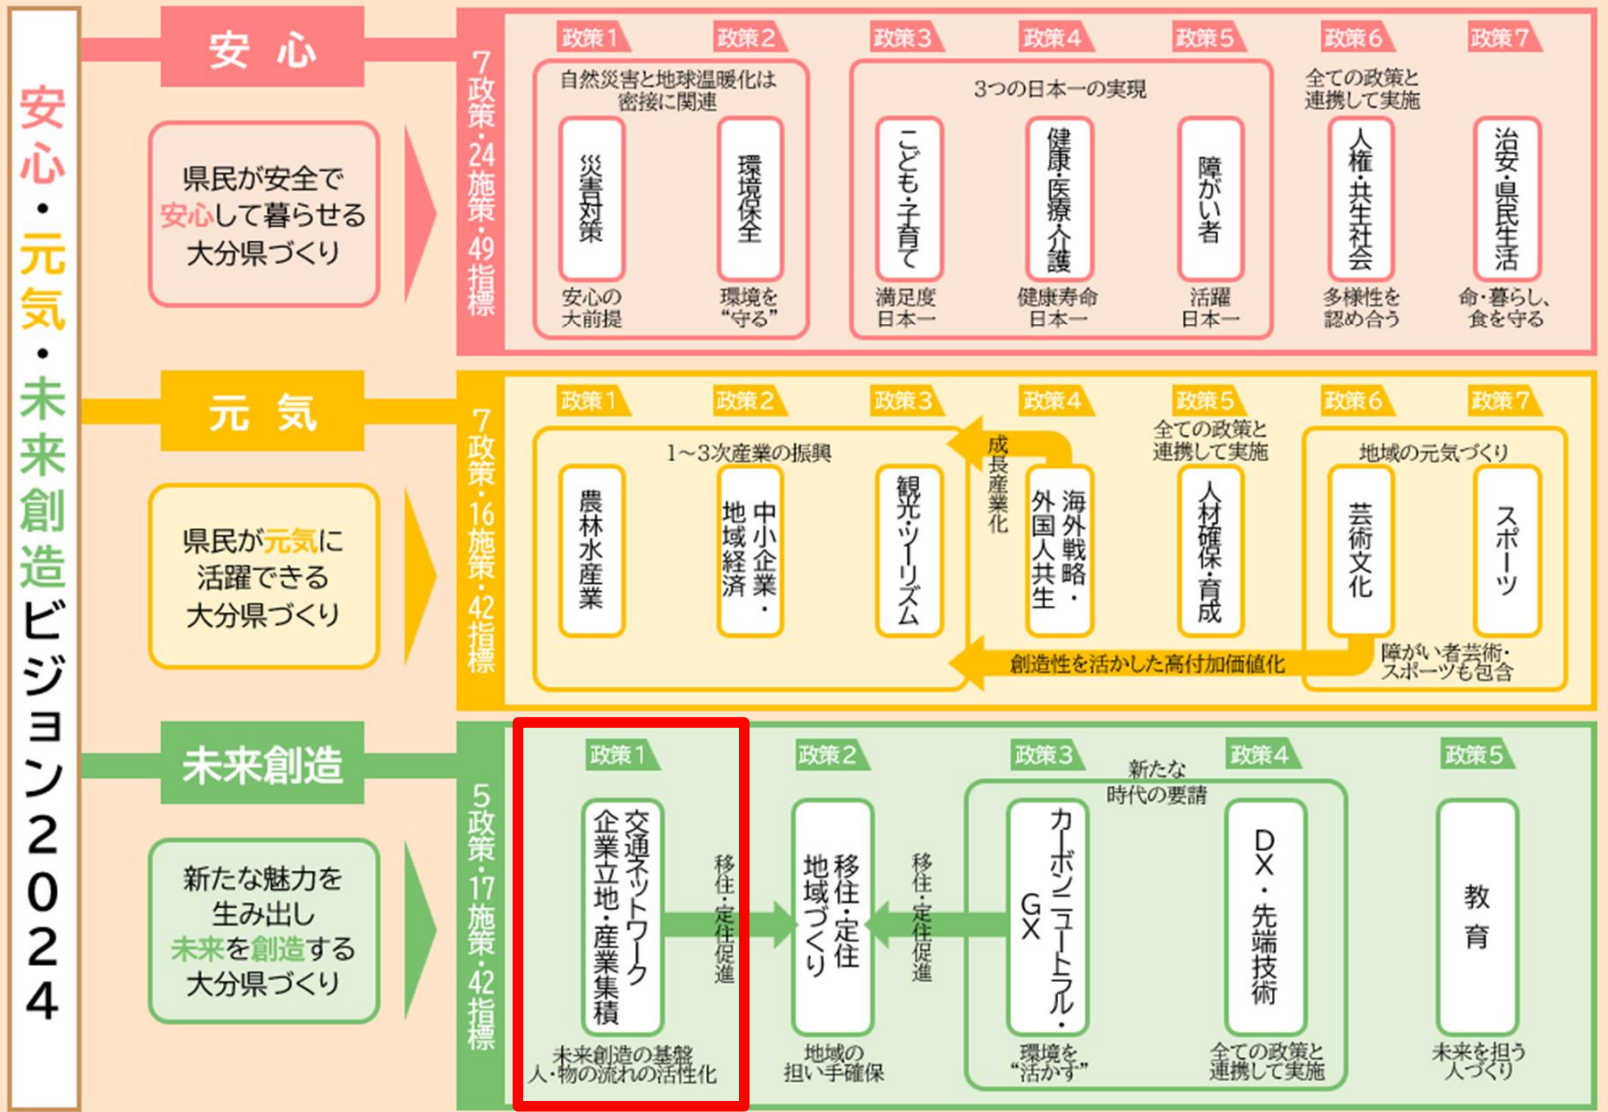 安心・元気・未来創造ビジョン2024
安心
県民が安全で
安心して暮らせる
大分県づくり
7政策・24施策・49指標
政策1
政策2
政策3
政策4
政策5
政策6
政策7
自然災害と地球温暖化は
密接に関連
3つの日本一の実現
全ての政策と
連携して実施
災害対策
環境保全
こども・子育て
健康・医療・介護
障がい者
人権・共生社会
治安・県民生活
安心の
大前提
環境を
“守る”
満足度
日本一
健康寿命
日本一
活躍
日本一
多様性を
認め合う
命・暮らし、
食を守る
元気
県民が元気に
活躍できる
大分県づくり
7政策・16施策・42指標
政策1
政策2
政策3
政策4
政策5
政策6
政策7
1～3次産業の振興
成長産業化
全ての政策と
連携して実施
地域の元気づくり
農林水産業
中小企業・
地域経済
観光・ツーリズム
海外戦略・
外国人共生
人材確保・育成
芸術文化
スポーツ
創造性を活かした高付加価値化
障がい者芸術・
スポーツも包含
未来創造
新たな魅力を
生み出し
未来を創造する
大分県づくり
5政策・17施策・42指標
政策1
政策2
政策3
政策4
政策5
新たな
時代の要請
交通ネットワーク
企業立地・産業集積
移住・定住促進
移住・定住
地域づくり
移住・定住促進
カーボンニュートラル・
GX
DX・先端技術
教育
未来創造の基盤
人・物の流れの活性化
地域の
担い手確保
環境を
“活かす”
全ての政策と
連携して実施
未来を担う
人づくり